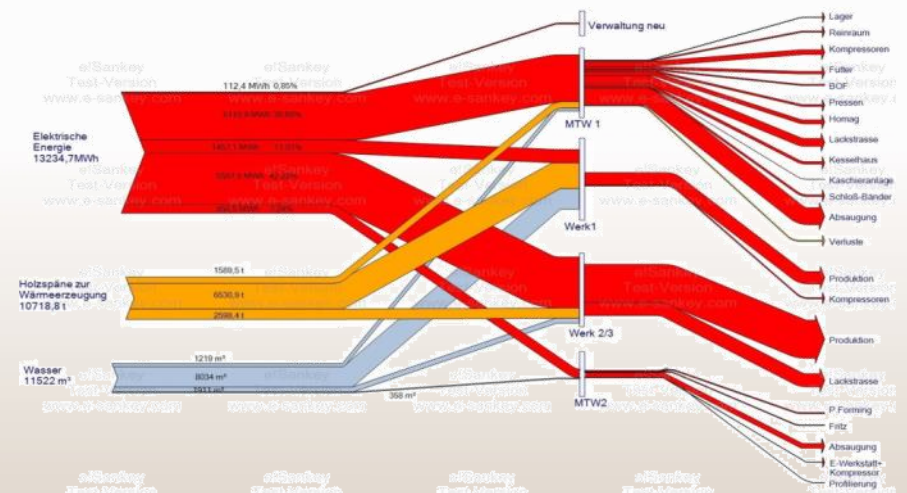 Lager
Reinraum
Verwaltung neu
Kompressoren
e!Sankey
Test-Version
www.e-sankey.com
Futter
BOF
112,4 MWh 0,85%
Pressen
Homag
MTW 1
Elektrische
Energie
13234,7MWh
Lackstrasse
Kesselhaus
Kaschieranlage
Schloß-Bänder
Absaugung
Werk1
Verluste
1589,5 t
Produktion
Holzspäne zur
Wärmeerzeugung
10718,8 t
6530,9 t
Kompressoren
2598,4 t
Werk 2/3
Produktion
1219 m³
Wasser
11522 m³
8034 m³
1911 m³
358 m³
Lackstrasse
MTW2
P.Forming
Fritz
Absaugung
E-Werkstatt+
Kompressor
Profilierung